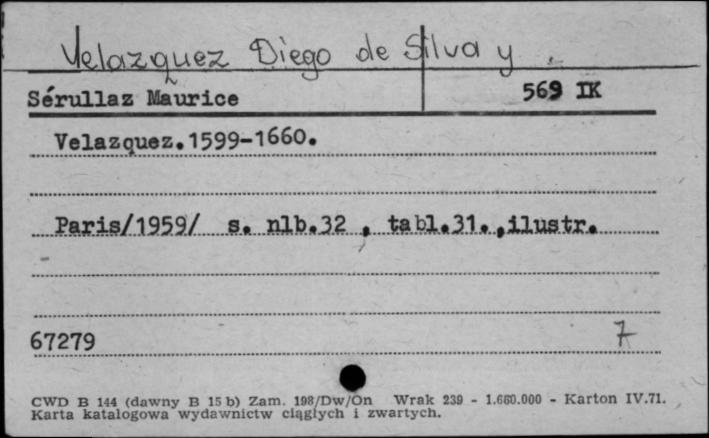 Velazquez Diego de Silva y
Sérullaz Maurice 569 IK
Velazquez.1599-1660.
Paris/1959/ s. nlb.32 , tabl.31.,ilustr.
67279 7
CWD B 144 (dawny B 15 b) Zam. 198/Dw/On Wrak 239 - 1.660.000 - Karton IV.71.
Karta katalogowa wydawnictw ciągłych i zwartych.